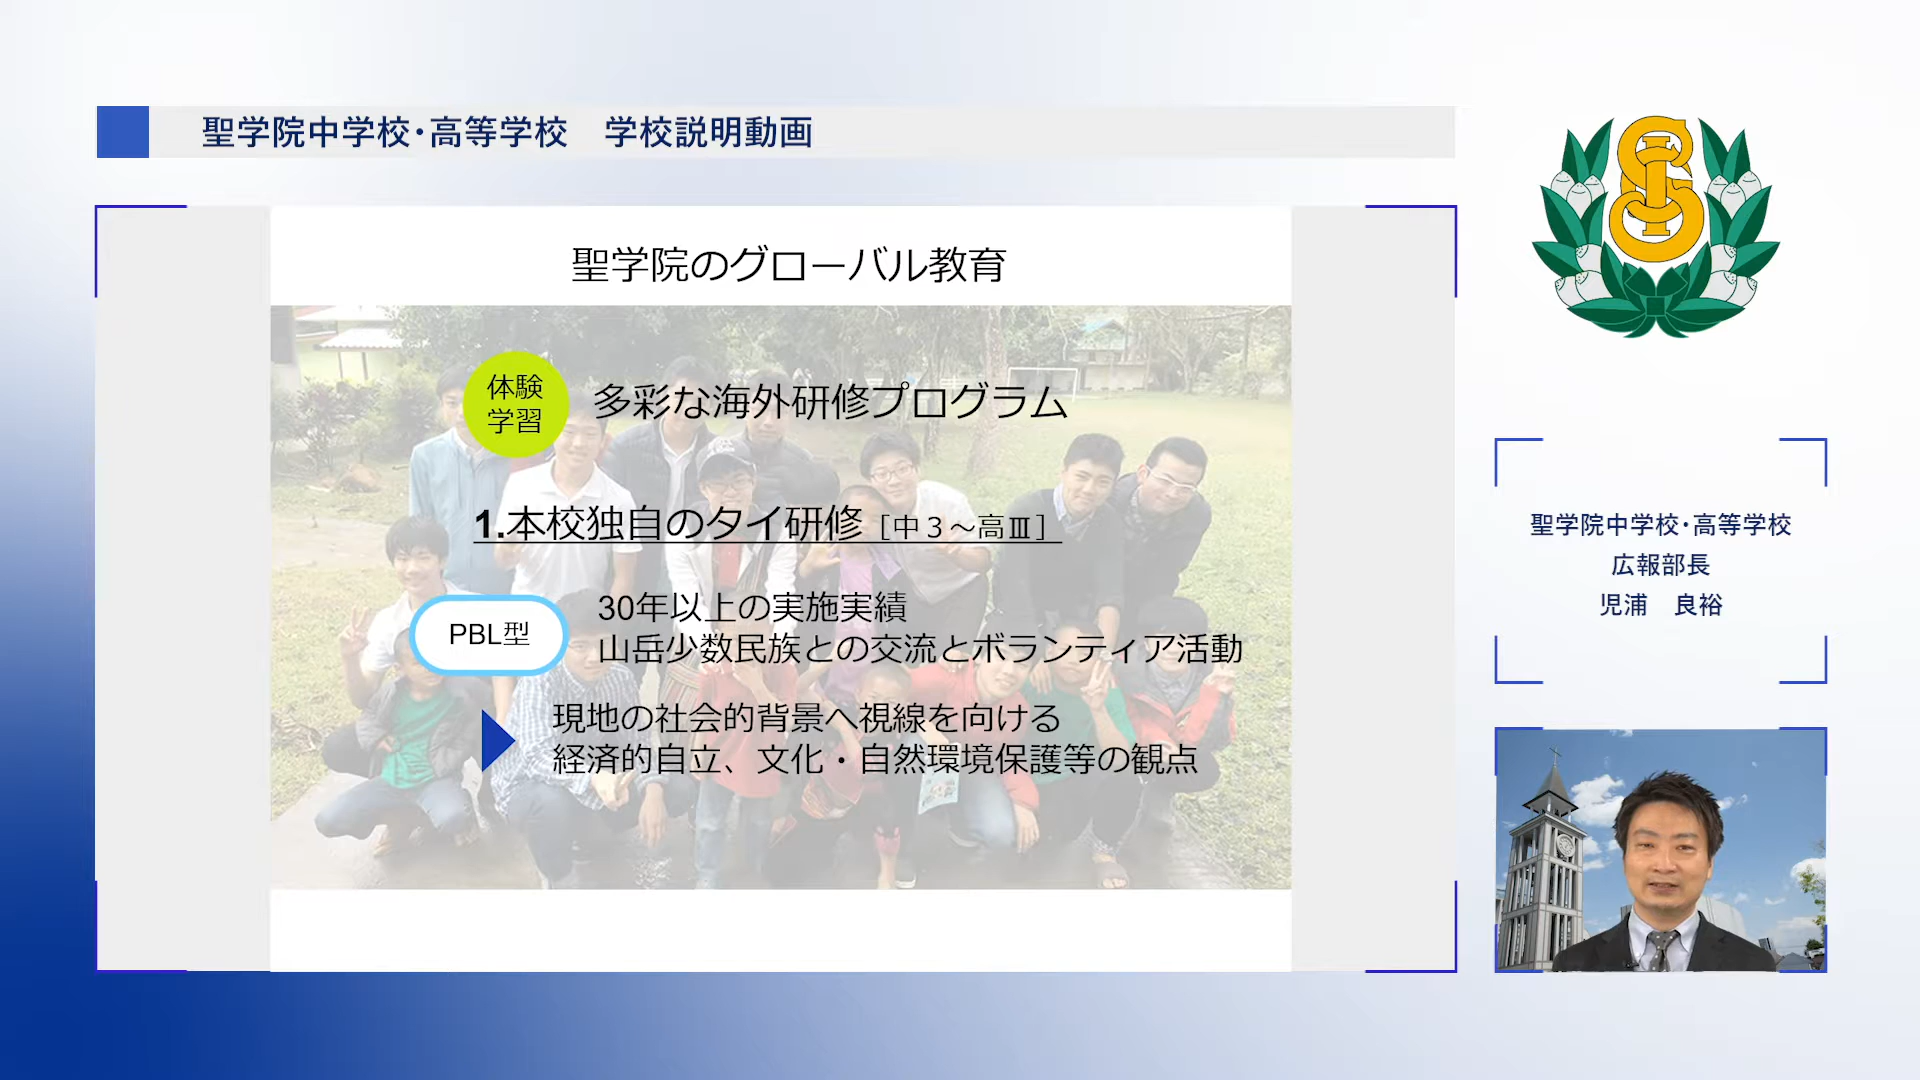 聖学院中学校・高等学校　学校説明動画
聖学院のグローバル教育
体験
学習
多彩な海外研修プログラム
1.本校独自のタイ研修［中３～高Ⅲ］
PBL型
30年以上の実施実績
山岳少数民族との交流とボランティア活動
現地の社会的背景へ視線を向ける
経済的自立、文化・自然環境保護等の観点
聖学院中学校・高等学校
広報部長
児浦　良裕